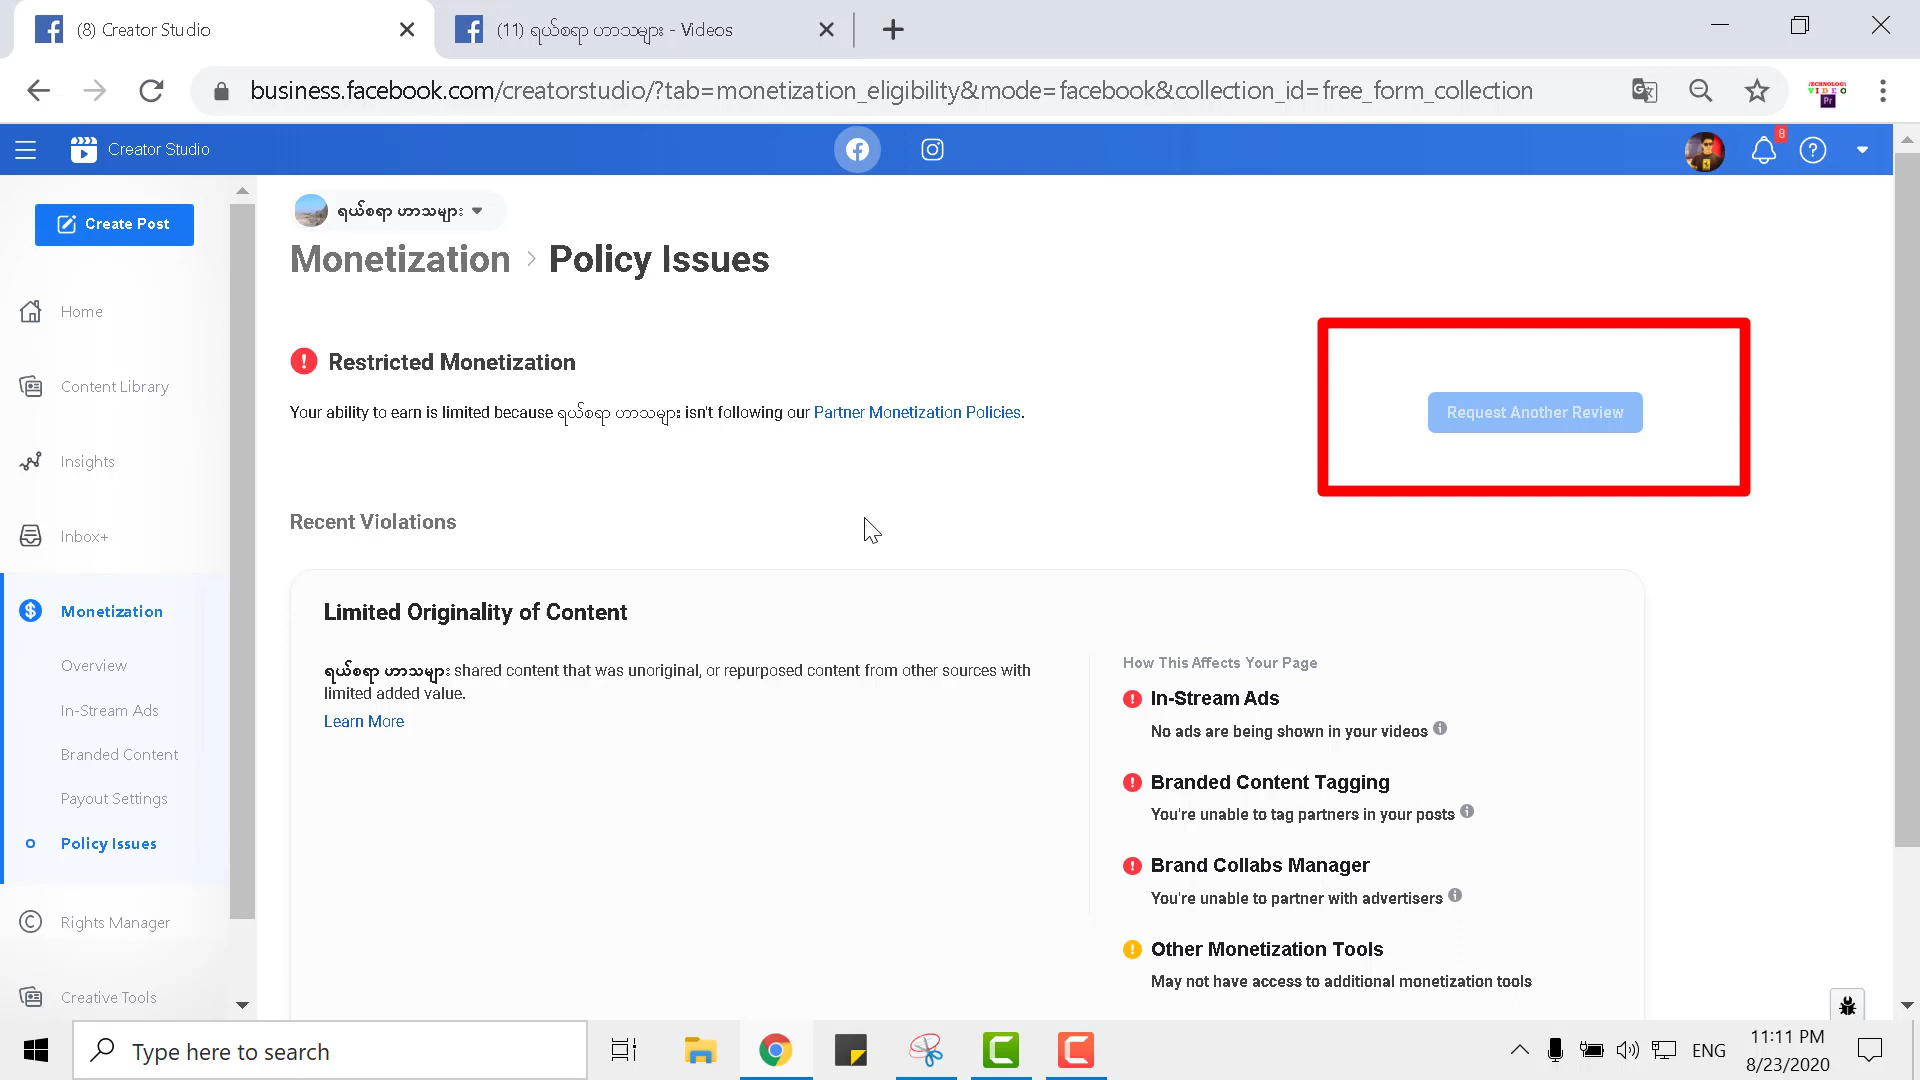 (8) Creator Studio
(11) ရယ်စရာ ဟာသများ - Videos
business.facebook.com/creatorstudio/?tab=monetization_eligibility&mode=facebook&collection_id=free_form_collection
TECHNOLOGY
VIDEO
Pr
Creator Studio
8
Create Post
ရယ်စရာ ဟာသများ
Monetization > Policy Issues
Home
Content Library
Insights
Inbox+
Monetization
Overview
In-Stream Ads
Branded Content
Payout Settings
Policy Issues
Rights Manager
Creative Tools
Restricted Monetization
Your ability to earn is limited because ရယ်စရာ ဟာသများ isn't following our Partner Monetization Policies.
Request Another Review
Recent Violations
Limited Originality of Content
ရယ်စရာ ဟာသများ shared content that was unoriginal, or repurposed content from other sources with
limited added value.
Learn More
How This Affects Your Page
In-Stream Ads
No ads are being shown in your videos
Branded Content Tagging
You're unable to tag partners in your posts
Brand Collabs Manager
You're unable to partner with advertisers
Other Monetization Tools
May not have access to additional monetization tools
Type here to search
ENG
11:11 PM
8/23/2020